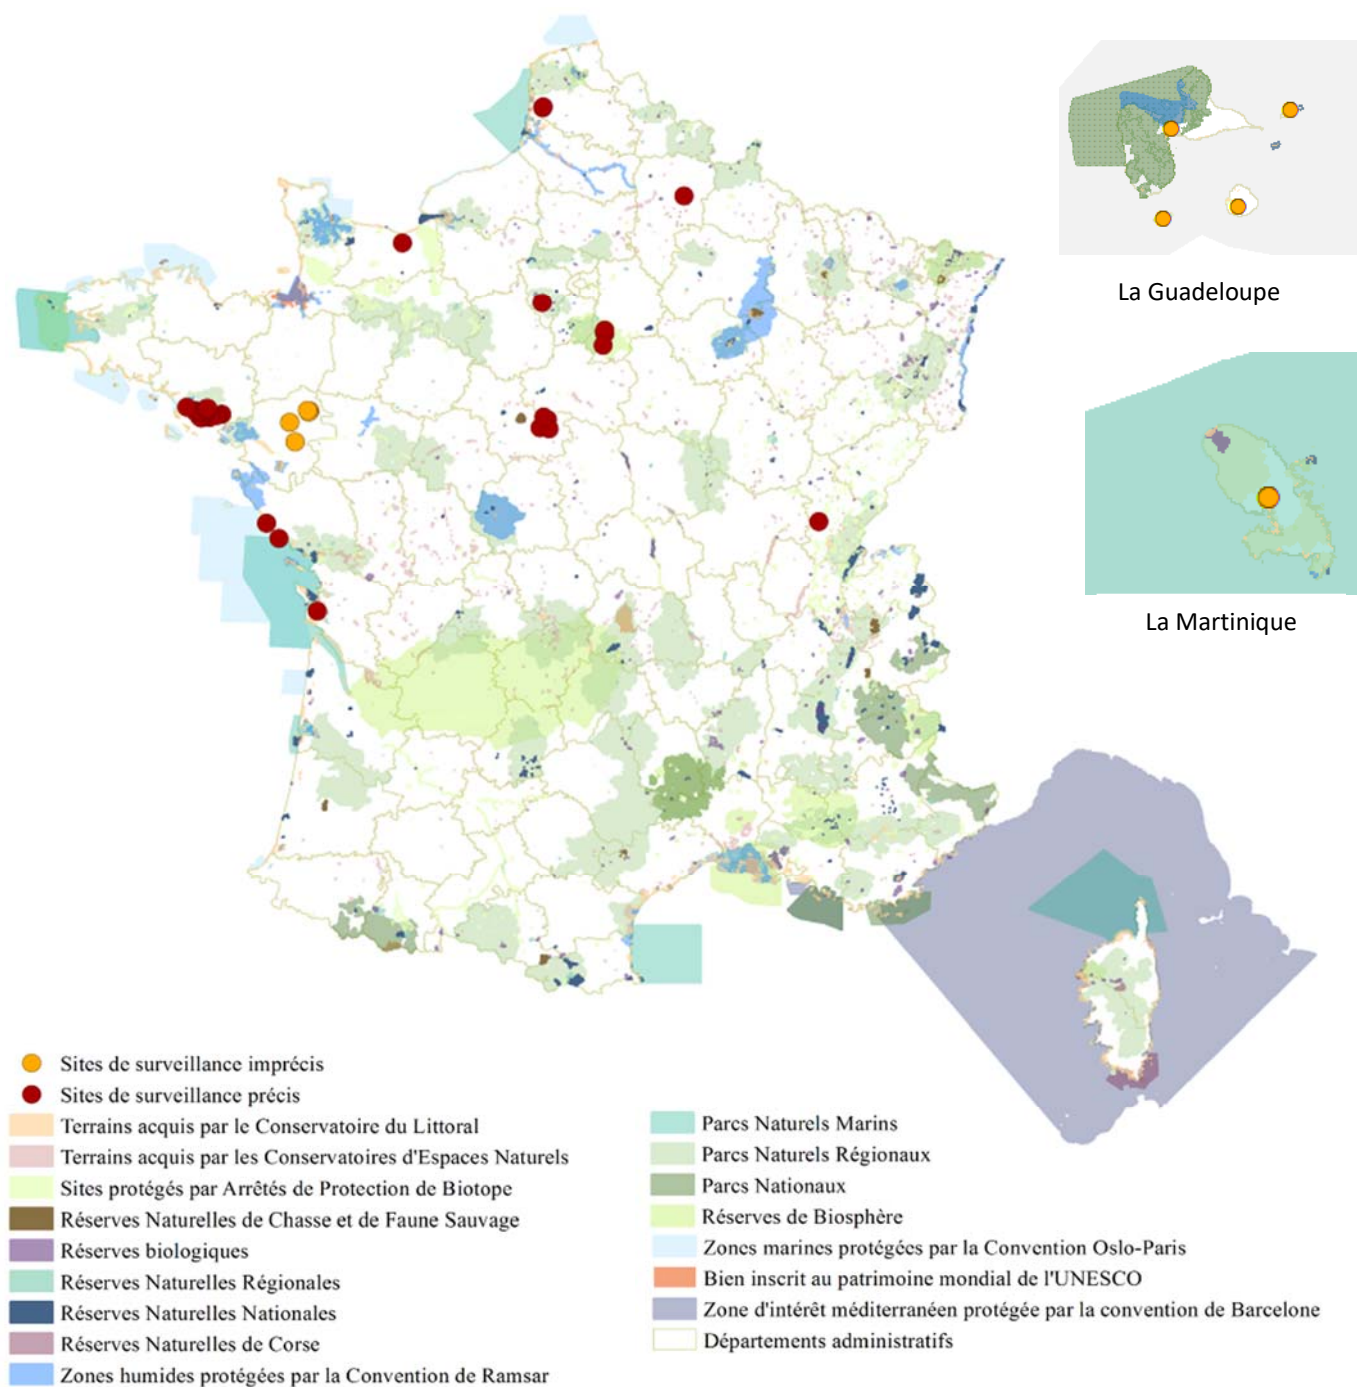 La Guadeloupe
La Martinique
Sites de surveillance imprécis
Sites de surveillance précis
Terrains acquis par le Conservatoire du Littoral
Terrains acquis par les Conservatoires d'Espaces Naturels
Sites protégés par Arrêtés de Protection de Biotope
Réserves Naturelles de Chasse et de Faune Sauvage
Réserves biologiques
Réserves Naturelles Régionales
Réserves Naturelles Nationales
Réserves Naturelles de Corse
Zones humides protégées par la Convention de Ramsar
Parcs Naturels Marins
Parcs Naturels Régionaux
Parcs Nationaux
Réserves de Biosphère
Zones marines protégées par la Convention Oslo-Paris
Bien inscrit au patrimoine mondial de l'UNESCO
Zone d'intérêt méditerranéen protégée par la convention de Barcelone
Départements administratifs